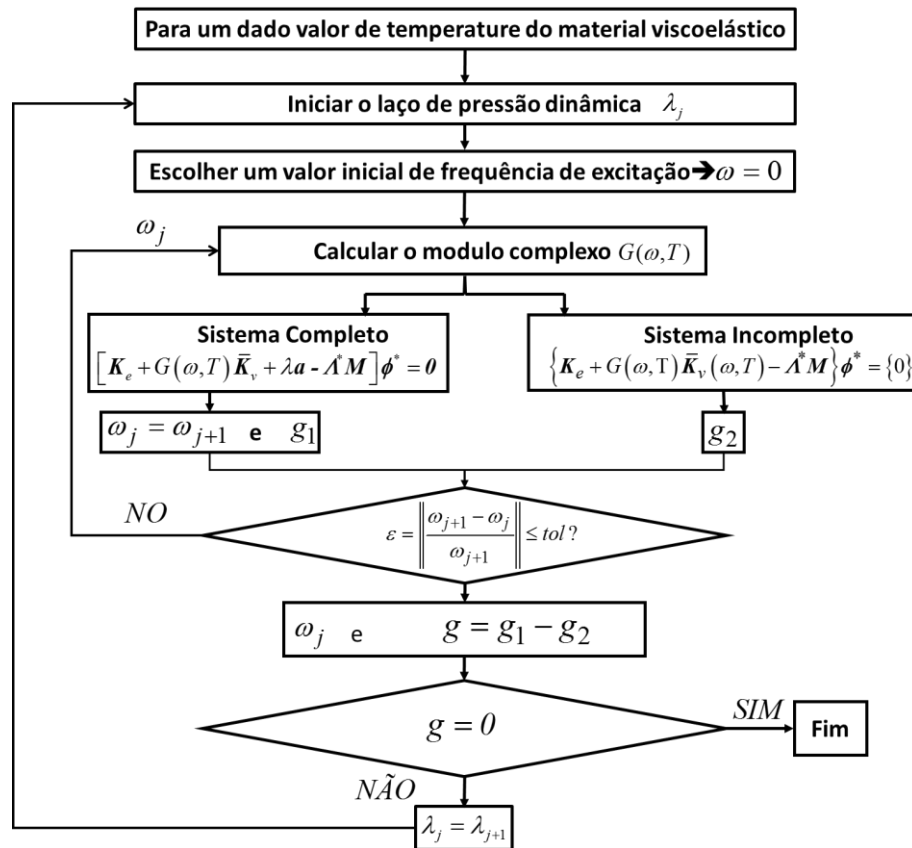 Para um dado valor de temperature do material viscoelástico
Iniciar o laço de pressão dinâmica λ_j
Escolher um valor inicial de frequência de excitação➔ω = 0
ω_j
Calcular o modulo complexo G(ω,T)
Sistema Completo
[K_e + G(ω,T) K̄_v + λa - Λ^* M] ϕ^* = 0
Sistema Incompleto
{K_e + G(ω,T) K̄_v(ω,T) − Λ^* M} ϕ^* = {0}
ω_j = ω_{j+1} e g_1
g_2
NO
ε = ‖(ω_{j+1} − ω_j)/ω_{j+1}‖ ≤ tol ?
ω_j e g = g_1 − g_2
g = 0
SIM
Fim
NÃO
λ_j = λ_{j+1}